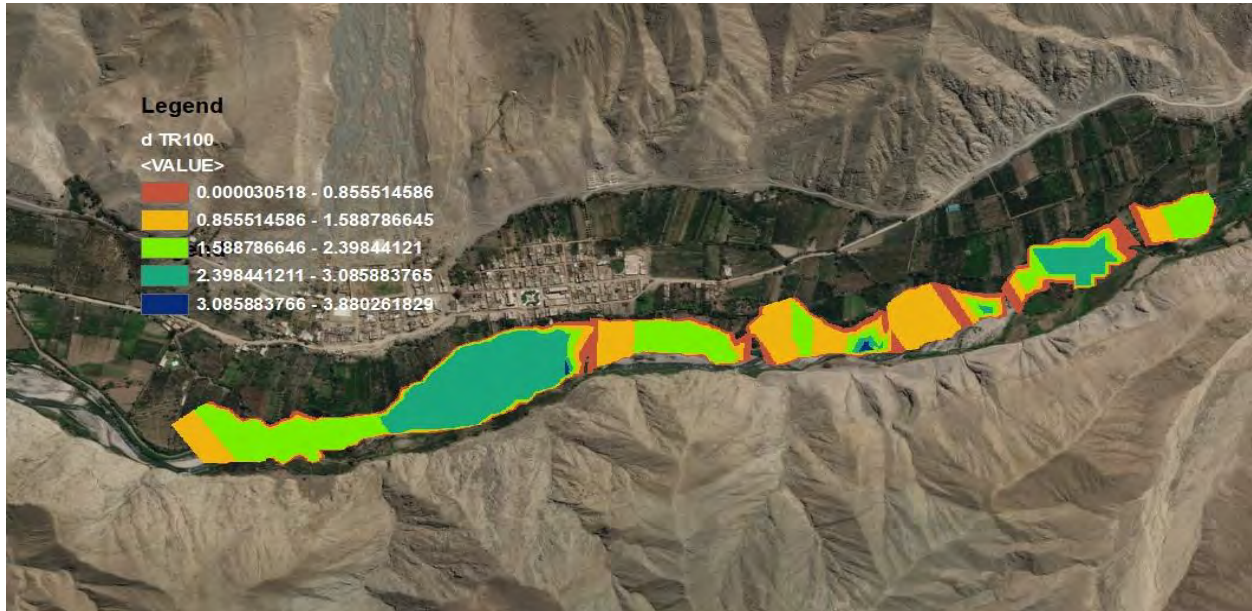 Legend
d TR100
<VALUE>
0.000030518 - 0.855514586
0.855514586 - 1.588786645
1.588786646 - 2.39844121
2.398441211 - 3.085883765
3.085883766 - 3.880261829